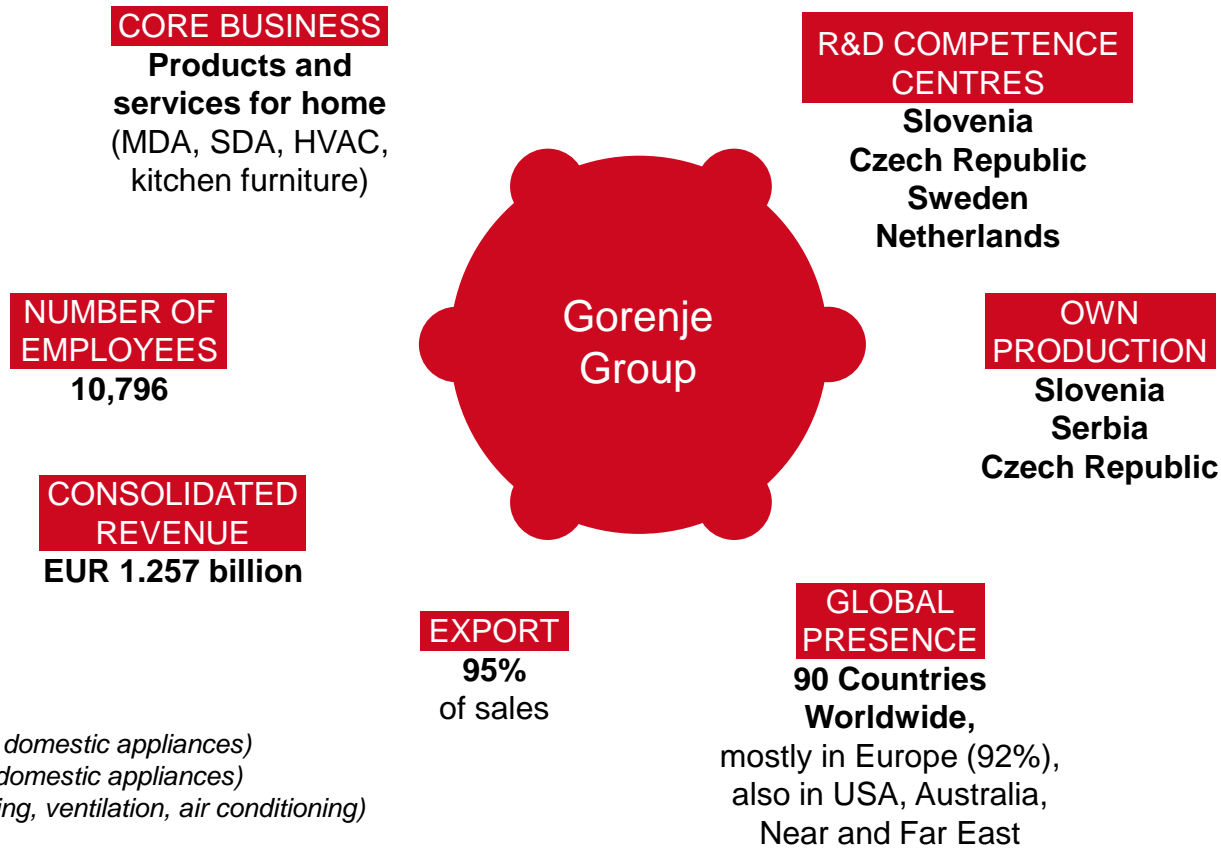 CORE BUSINESS
Products and
services for home
(MDA, SDA, HVAC,
kitchen furniture)
R&D COMPETENCE
CENTRES
Slovenia
Czech Republic
Sweden
Netherlands
NUMBER OF
EMPLOYEES
10,796
Gorenje
Group
OWN
PRODUCTION
Slovenia
Serbia
Czech Republic
CONSOLIDATED
REVENUE
EUR 1.257 billion
EXPORT
95%
of sales
GLOBAL
PRESENCE
90 Countries
Worldwide,
mostly in Europe (92%),
also in USA, Australia,
Near and Far East
domestic appliances)
domestic appliances)
ing, ventilation, air conditioning)